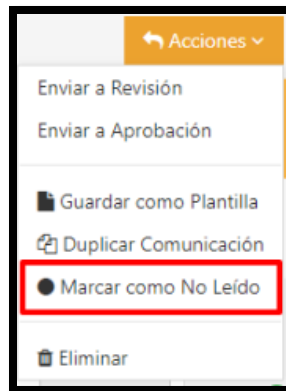 Acciones
Enviar a Revisión
Enviar a Aprobación
Guardar como Plantilla
Duplicar Comunicación
Marcar como No Leído
Eliminar